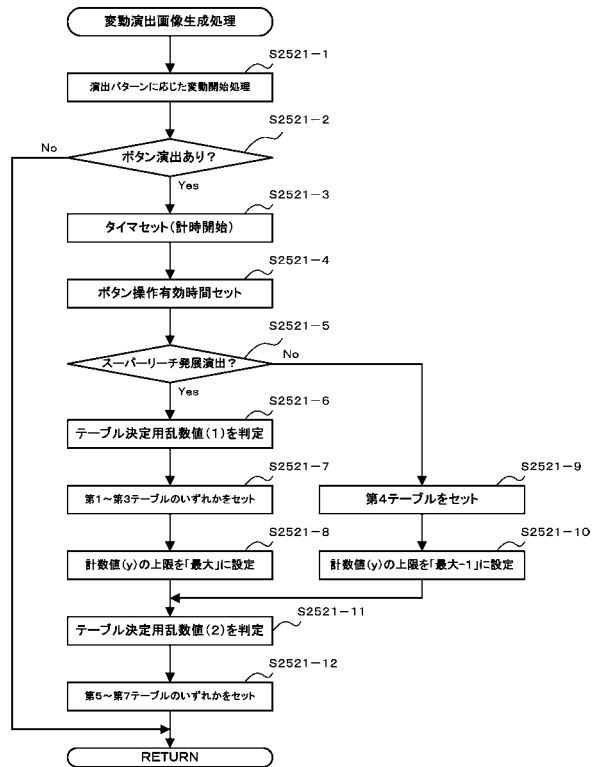 変動演出画像生成処理
S2521-1
演出パターンに応じた変動開始処理
S2521-2
No
ボタン演出あり?
Yes
S2521-3
タイマセット(計時開始)
S2521-4
ボタン操作有効時間セット
S2521-5
スーパーリーチ発展演出?
No
Yes
S2521-6
テーブル決定用乱数値(1)を判定
S2521-7
第1~第3テーブルのいずれかをセット
S2521-9
第4テーブルをセット
S2521-8
計数値(y)の上限を「最大」に設定
S2521-10
計数値(y)の上限を「最大-1」に設定
S2521-11
テーブル決定用乱数値(2)を判定
S2521-12
第5~第7テーブルのいずれかをセット
RETURN